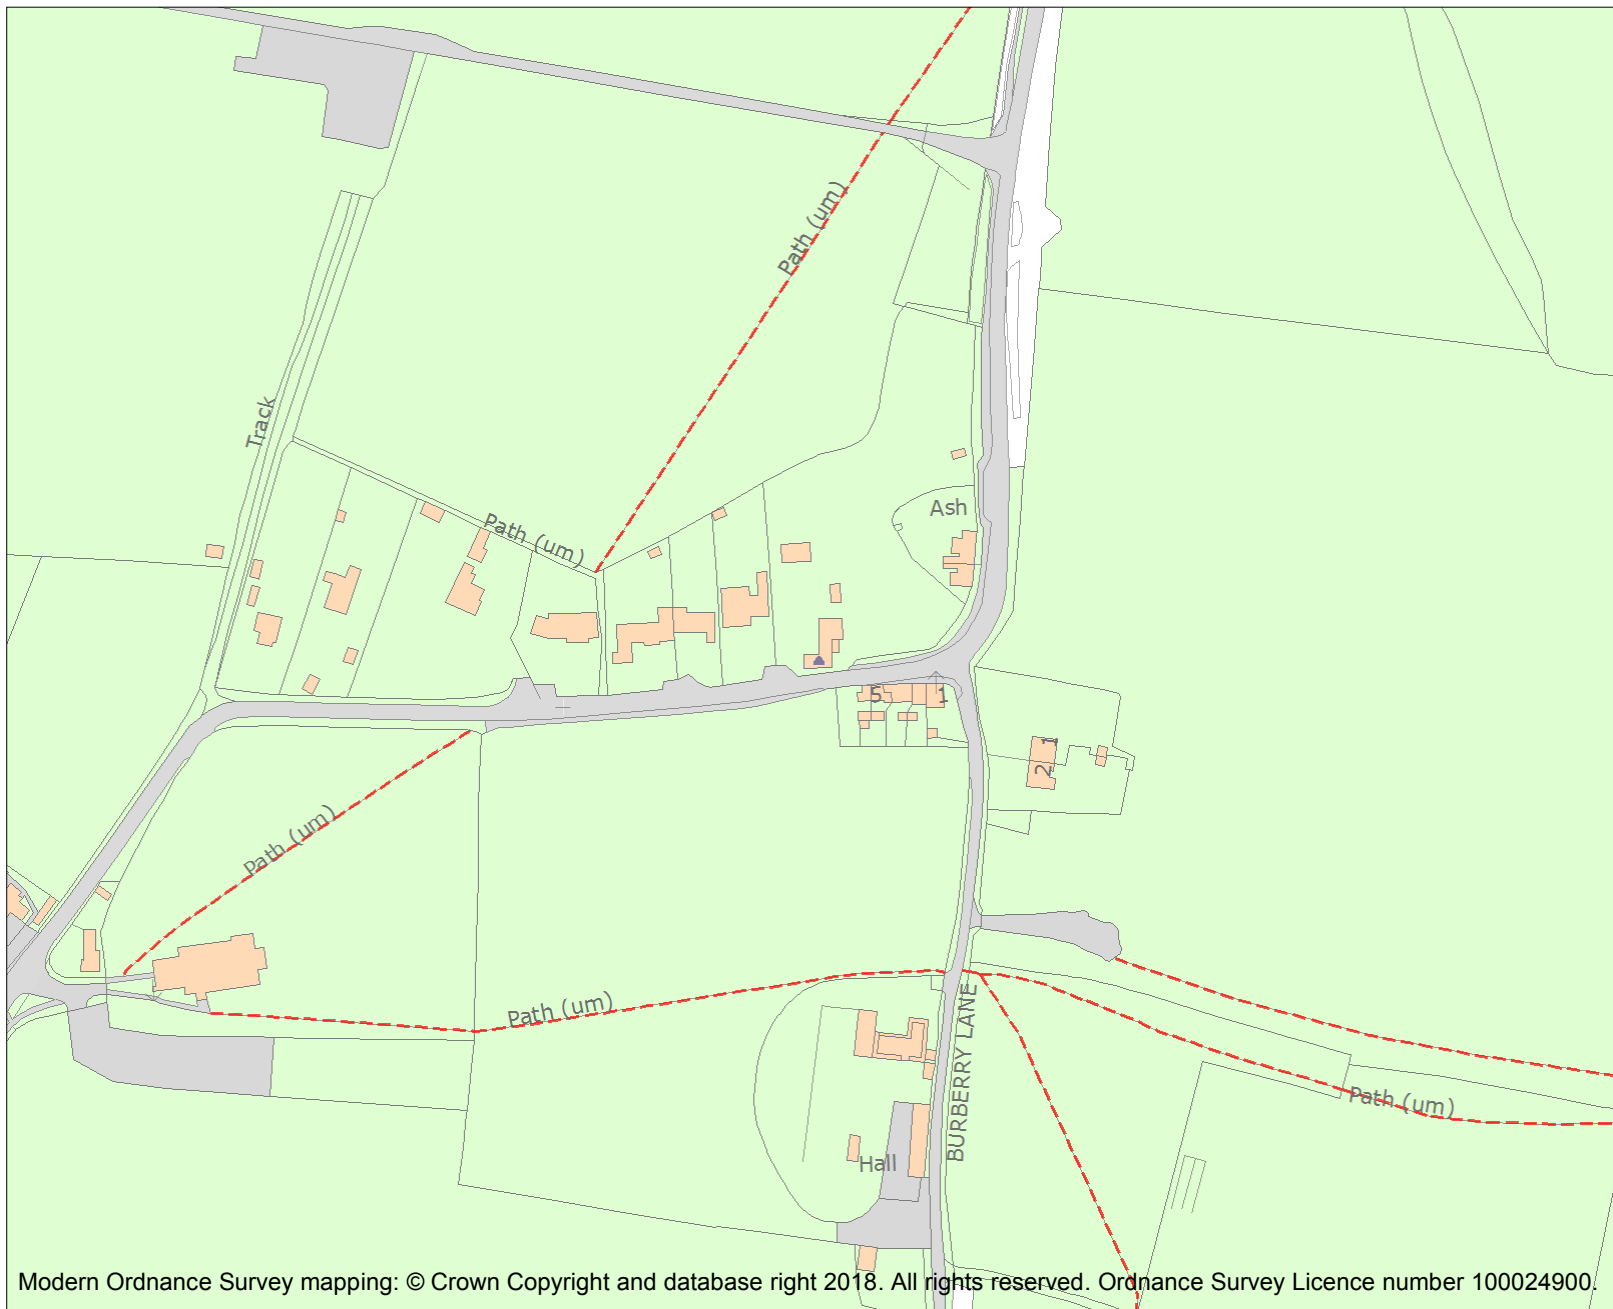 Path (um)
Track
Ash
Path (um)
5
1
1
2
Path (um)
Path (um)
BURBERRY LANE
Path (um)
Hall
Modern Ordnance Survey mapping: © Crown Copyright and database right 2018. All rights reserved. Ordnance Survey Licence number 100024900.